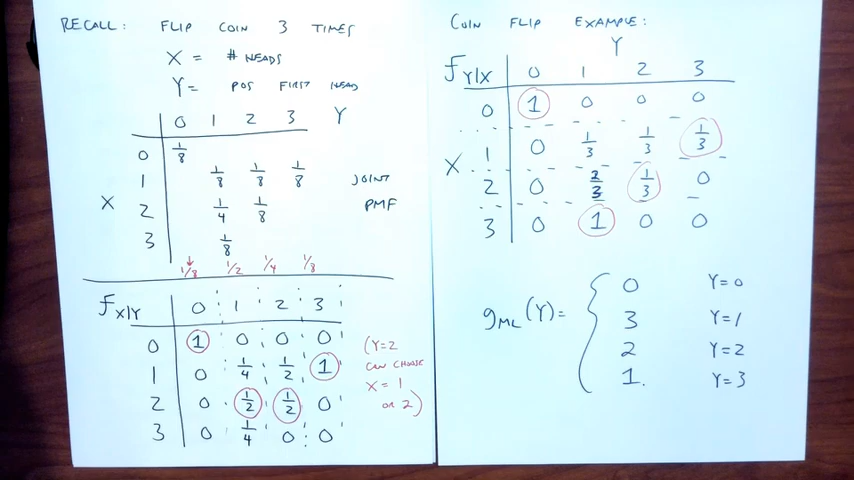 RECALL: FLIP COIN 3 TIMES
X = # HEADS
Y = POS FIRST HEAD
0 1 2 3 Y
0 1/8
1 1/8 1/8 1/8 JOINT
X 2 1/4 1/8 PMF
3 1/8
1/8 1/2 1/4 1/8
f X|Y 0 1 2 3
0 1 0 0 0 (Y=2
1 0 1/4 1/2 1 CAN CHOOSE
X = 1
2 0 1/2 1/2 0 OR 2)
3 0 1/4 0 0
COIN FLIP EXAMPLE:
Y
f Y|X 0 1 2 3
0 1 0 0 0
1 0 1/3 1/3 1/3
X
2 0 2/3 1/3 0
3 0 1 0 0
0 Y=0
g ML (Y) = { 3 Y=1
2 Y=2
1. Y=3